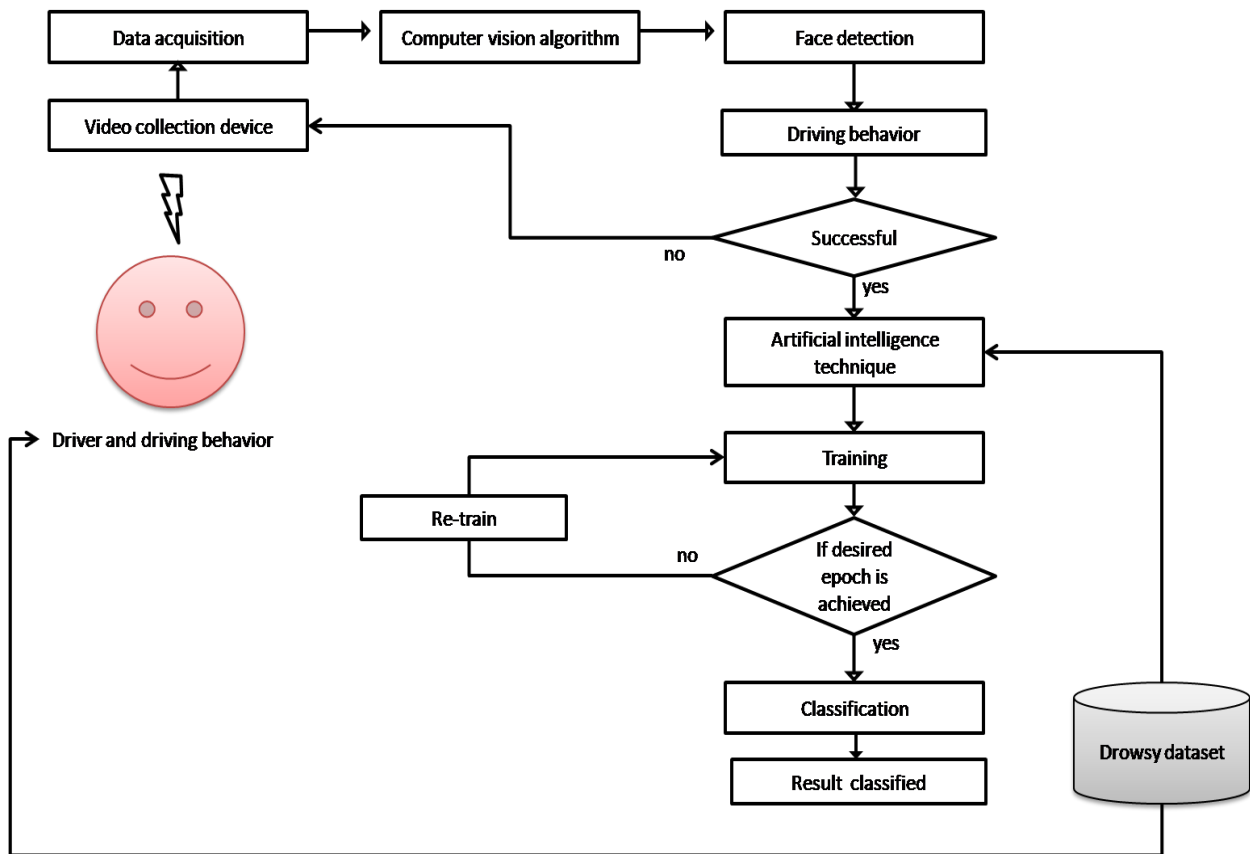 Data acquisition
Computer vision algorithm
Face detection
Video collection device
Driving behavior
Successful
no
yes
Artificial intelligence
technique
Driver and driving behavior
Training
Re-train
no
If desired
epoch is
achieved
yes
Classification
Drowsy dataset
Result classified